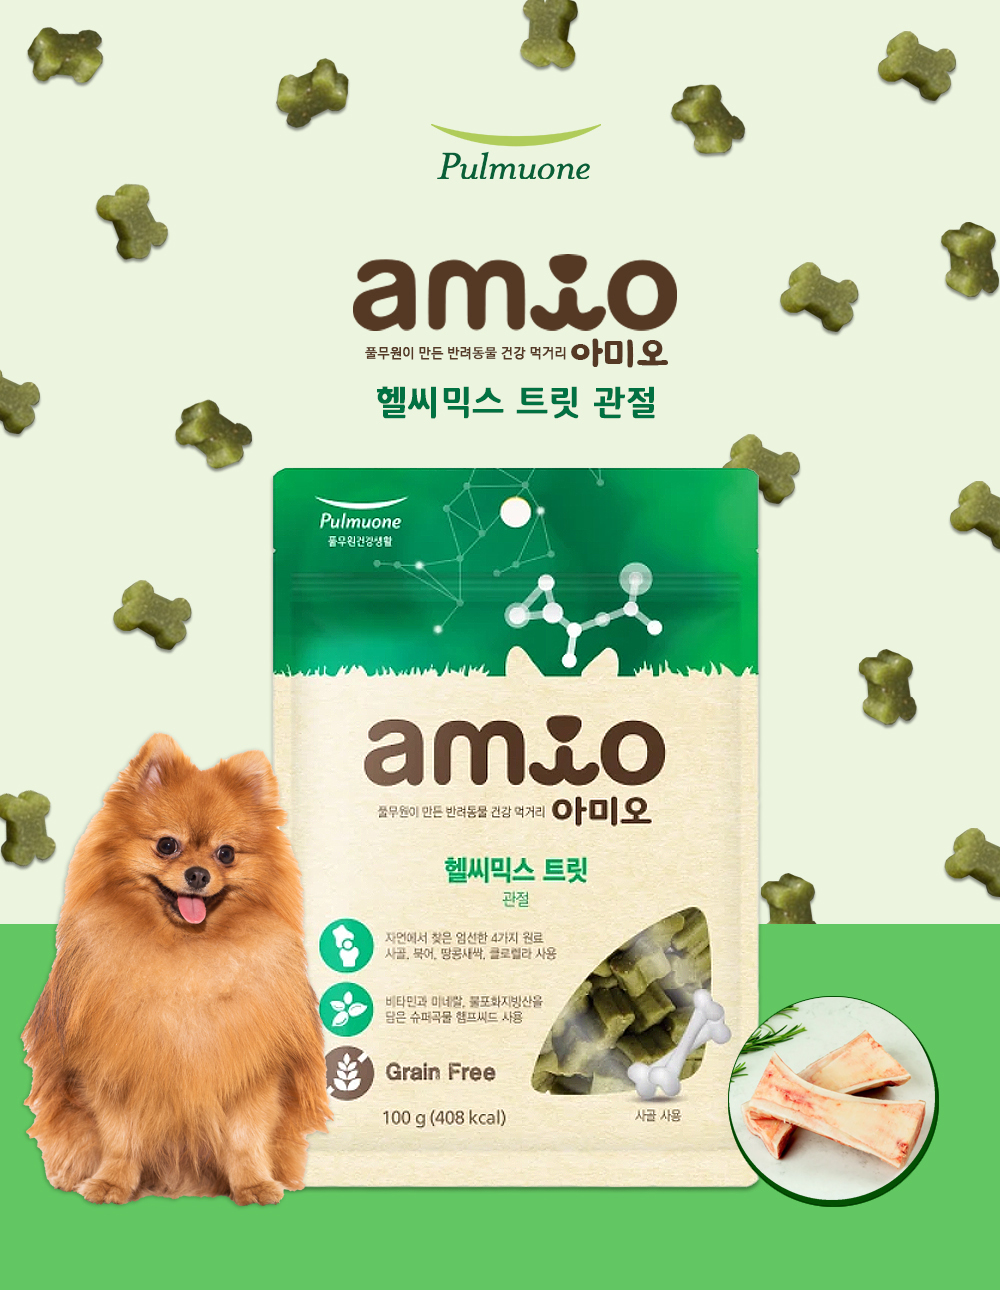 Pulmuone
amio
풀무원이 만든 반려동물 건강 먹거리 아미오
헬씨믹스 트릿 관절
Pulmuone
풀무원건강생활
amio
풀무원이 만든 반려동물 건강 먹거리 아미오
헬씨믹스 트릿
관절
자연에서 찾은 엄선한 4가지 원료
사골, 북어, 땅콩새싹, 클로렐라 사용
비타민과 미네랄, 불포화지방산을
담은 슈퍼곡물 햄프씨드 사용
Grain Free
100 g (408 kcal)
사골 사용